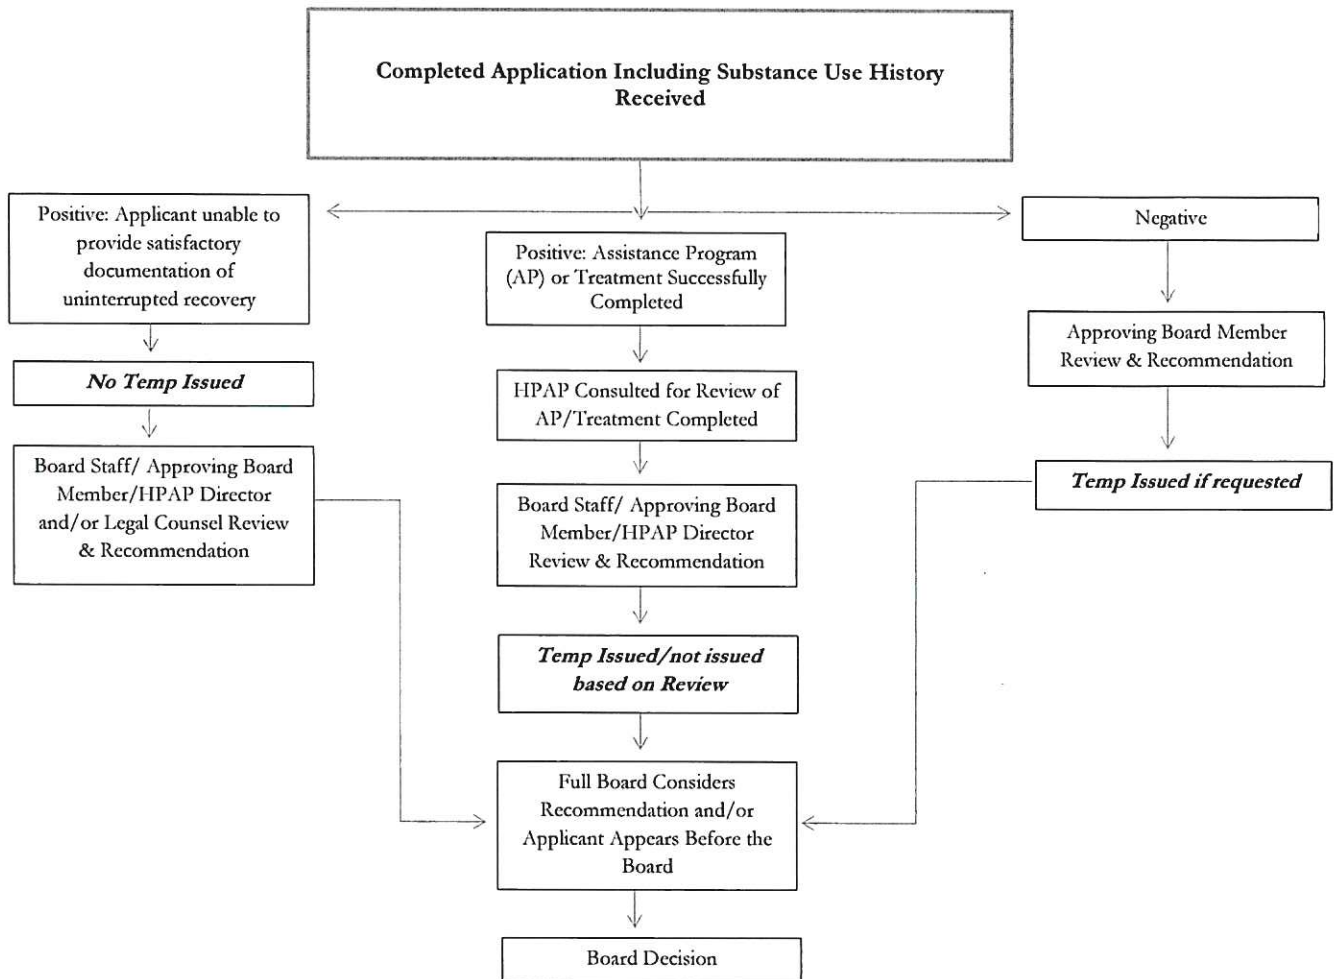 Completed Application Including Substance Use History
Received
Positive: Applicant unable to
provide satisfactory
documentation of
uninterrupted recovery
No Temp Issued
Board Staff/ Approving Board
Member/HPAP Director
and/or Legal Counsel Review
& Recommendation
Positive: Assistance Program
(AP) or Treatment Successfully
Completed
HPAP Consulted for Review of
AP/Treatment Completed
Board Staff/ Approving Board
Member/HPAP Director
Review & Recommendation
Temp Issued/not issued
based on Review
Negative
Approving Board Member
Review & Recommendation
Temp Issued if requested
Full Board Considers
Recommendation and/or
Applicant Appears Before the
Board
Board Decision